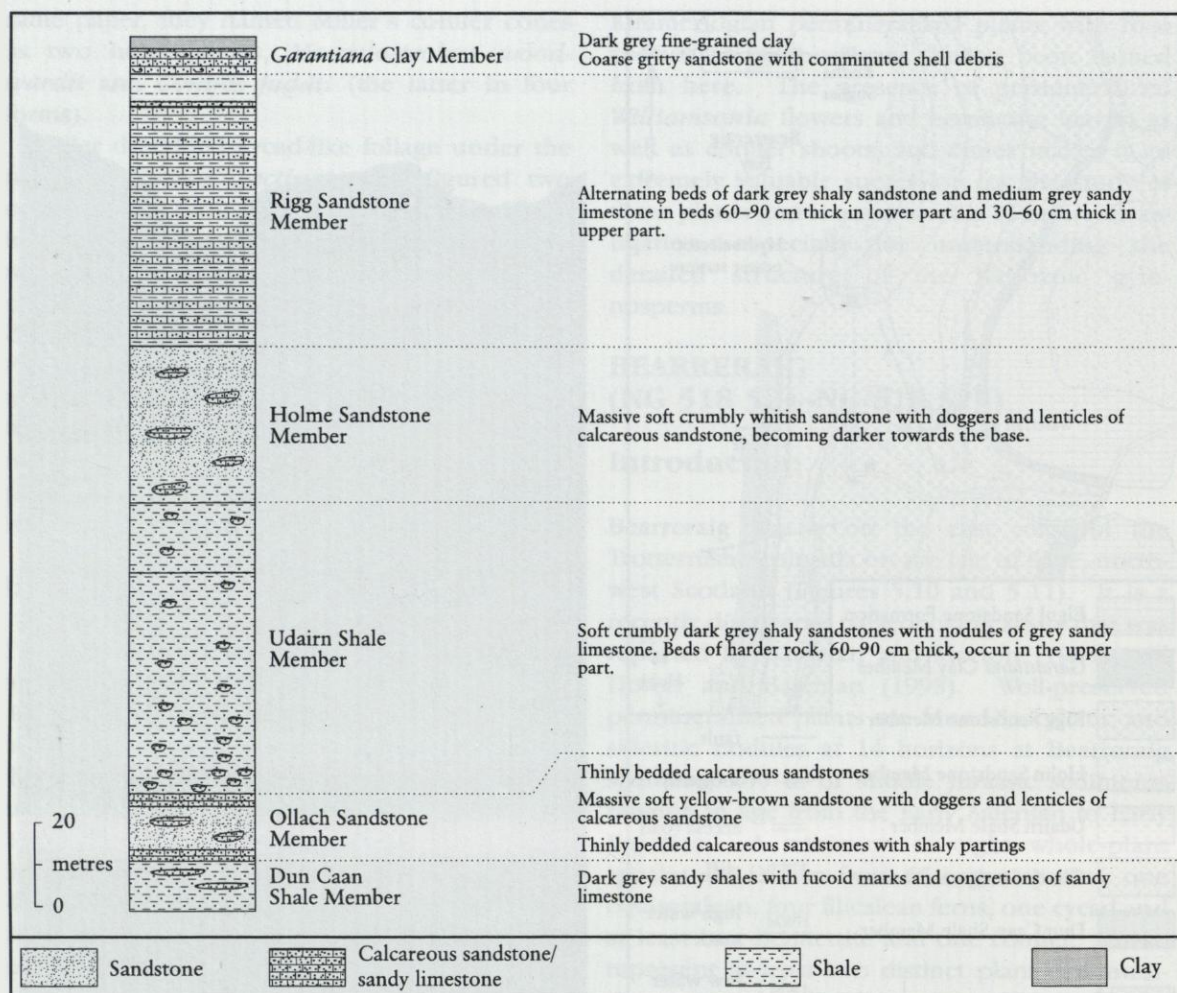 Garantiana Clay Member
Dark grey fine-grained clay
Coarse gritty sandstone with comminuted shell debris
Rigg Sandstone
Member
Alternating beds of dark grey shaly sandstone and medium grey sandy
limestone in beds 60–90 cm thick in lower part and 30–60 cm thick in
upper part.
Holme Sandstone
Member
Massive soft crumbly whitish sandstone with doggers and lenticles of
calcareous sandstone, becoming darker towards the base.
Udairn Shale
Member
Soft crumbly dark grey shaly sandstones with nodules of grey sandy
limestone. Beds of harder rock, 60–90 cm thick, occur in the upper
part.
Thinly bedded calcareous sandstones
Ollach Sandstone
Member
Massive soft yellow-brown sandstone with doggers and lenticles of
calcareous sandstone
Thinly bedded calcareous sandstones with shaly partings
Dun Caan
Shale Member
Dark grey sandy shales with fucoid marks and concretions of sandy
limestone
20
metres
0
Sandstone
Calcareous sandstone/
sandy limestone
Shale
Clay